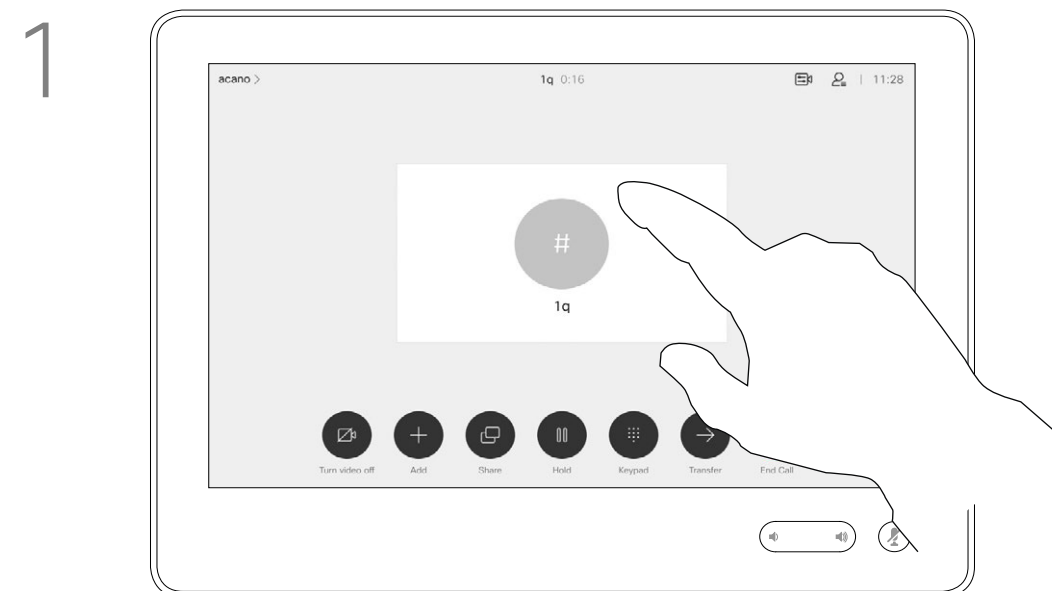 1
acano >
1q 0:16
11:28
#
1q
Turn video off
Add
Share
Hold
Keypad
Transfer
End Call